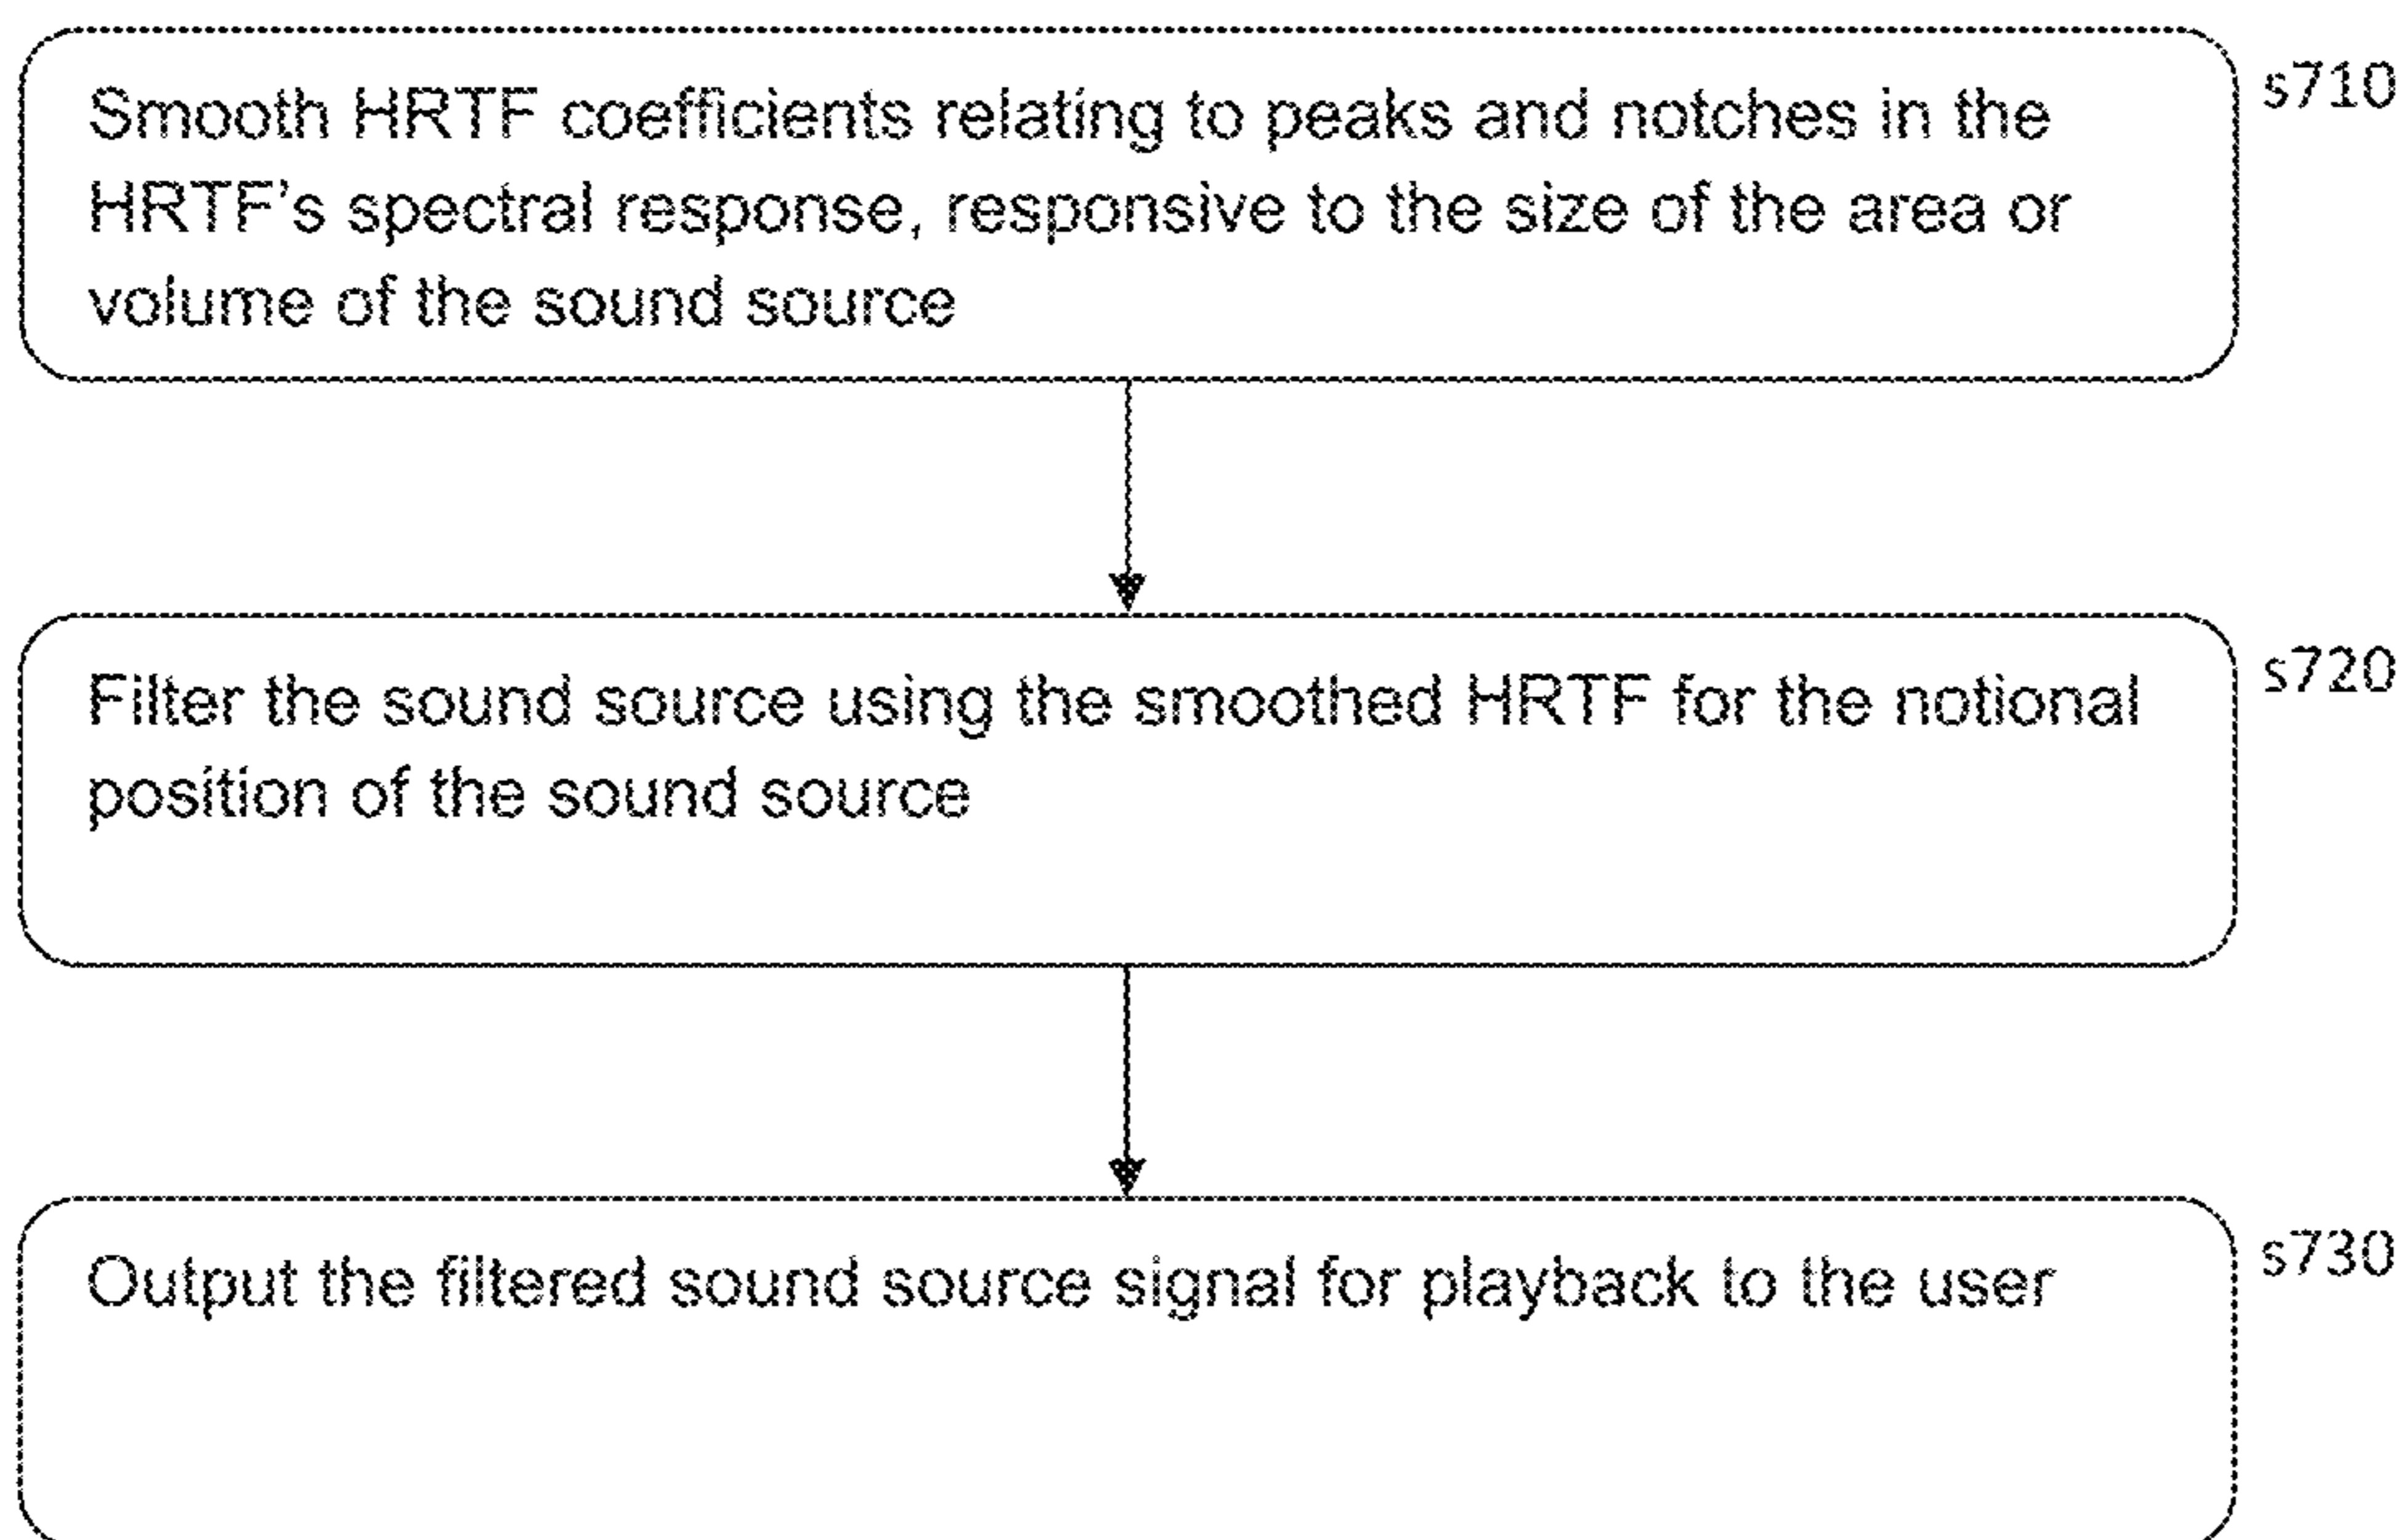 Smooth HRTF coefficients relating to peaks and notches in the s710
HRTF's spectral response, responsive to the size of the area or
volume of the sound source
Filter the sound source using the smoothed HRTF for the notional s720
position of the sound source
Output the filtered sound source signal for playback to the user s730